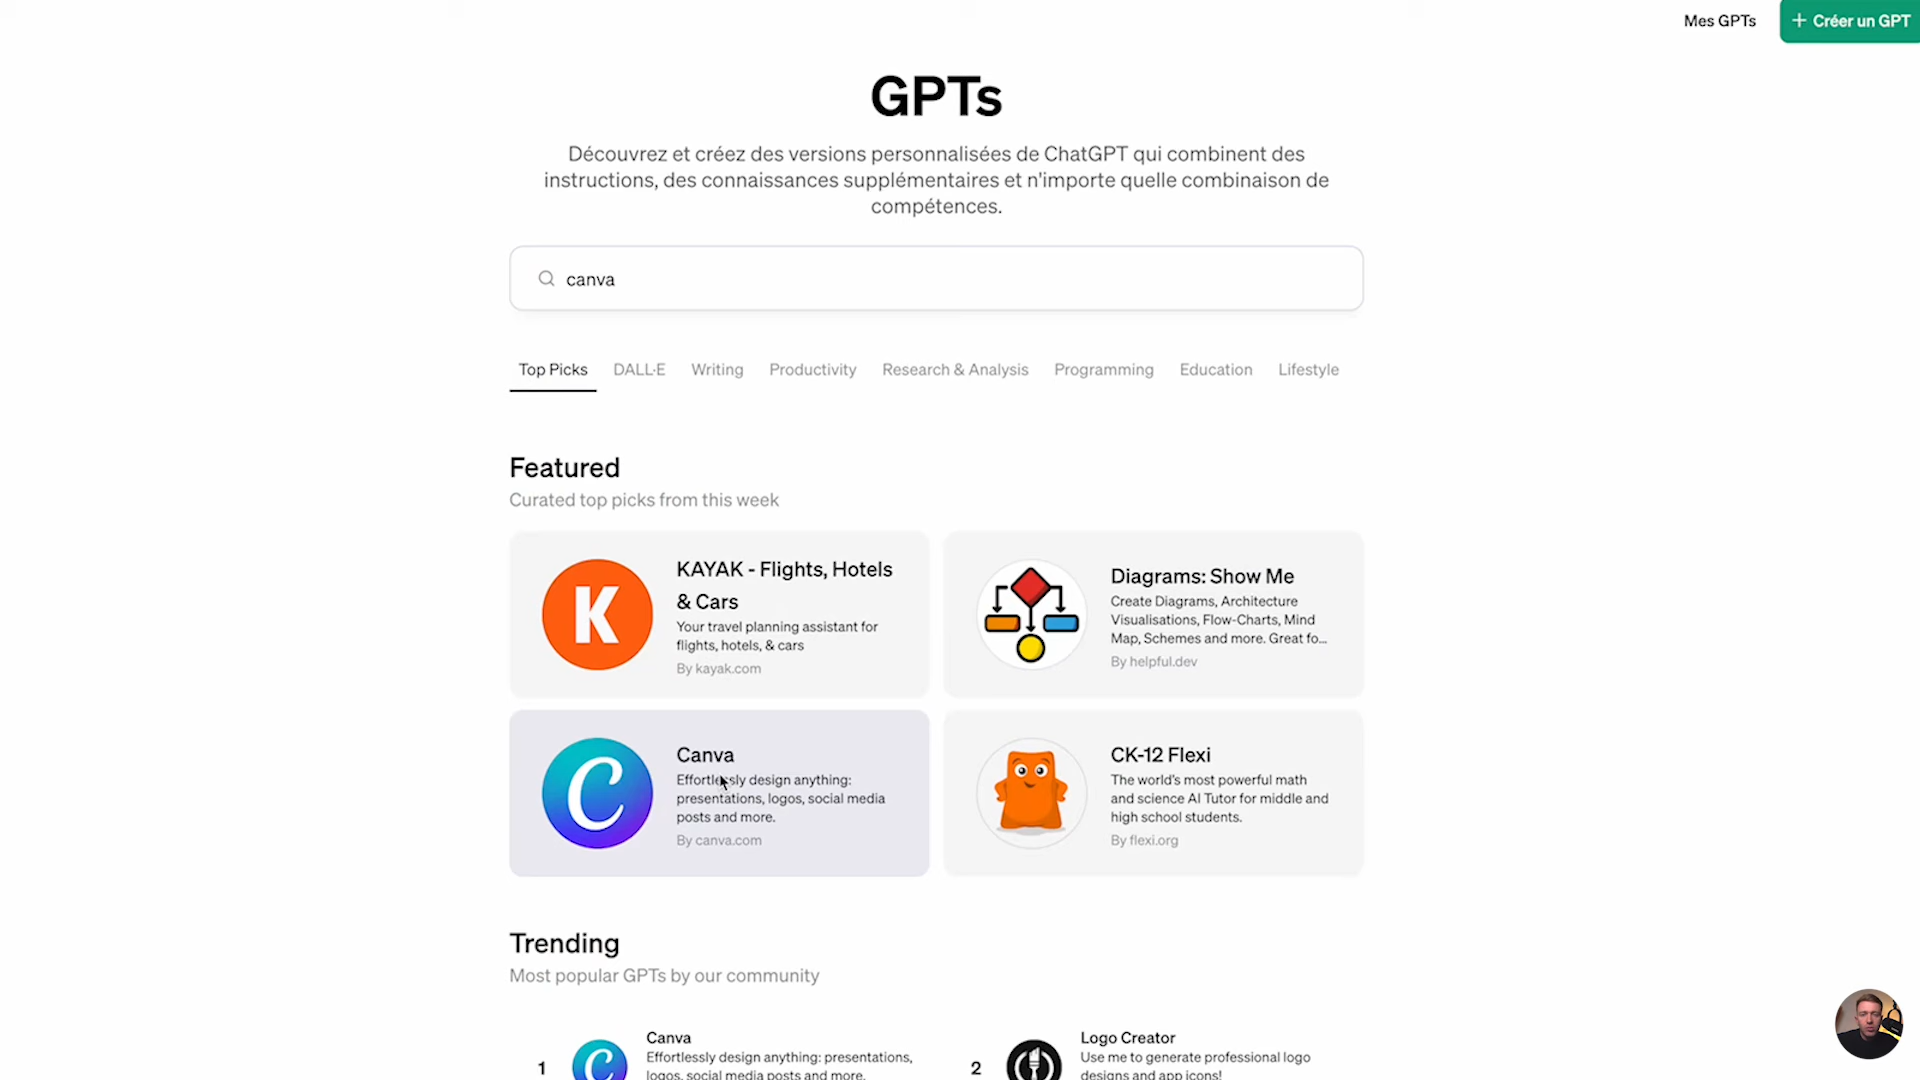 Mes GPTs
+ Créer un GPT
GPTs
Découvrez et créez des versions personnalisées de ChatGPT qui combinent des
instructions, des connaissances supplémentaires et n'importe quelle combinaison de
compétences.
canva
Top Picks DALL·E Writing Productivity Research & Analysis Programming Education Lifestyle
Featured
Curated top picks from this week
K
KAYAK - Flights, Hotels
& Cars
Your travel planning assistant for
flights, hotels, & cars
By kayak.com
Diagrams: Show Me
Create Diagrams, Architecture
Visualisations, Flow-Charts, Mind
Map, Schemes and more. Great fo...
By helpful.dev
C
Canva
Effortlessly design anything:
presentations, logos, social media
posts and more.
By canva.com
CK-12 Flexi
The world's most powerful math
and science AI Tutor for middle and
high school students.
By flexi.org
Trending
Most popular GPTs by our community
1
C
Canva
Effortlessly design anything: presentations,
logos, social media posts and more.
2
Logo Creator
Use me to generate professional logo
designs and app icons!